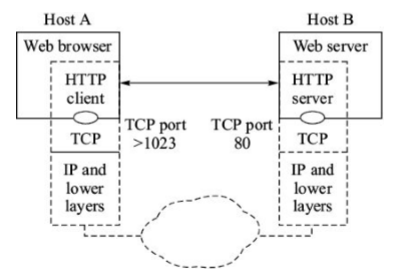 Host A
Host B
Web browser
Web server
HTTP
client
HTTP
server
TCP port
>1023
TCP port
80
TCP
TCP
IP and
lower
layers
IP and
lower
layers